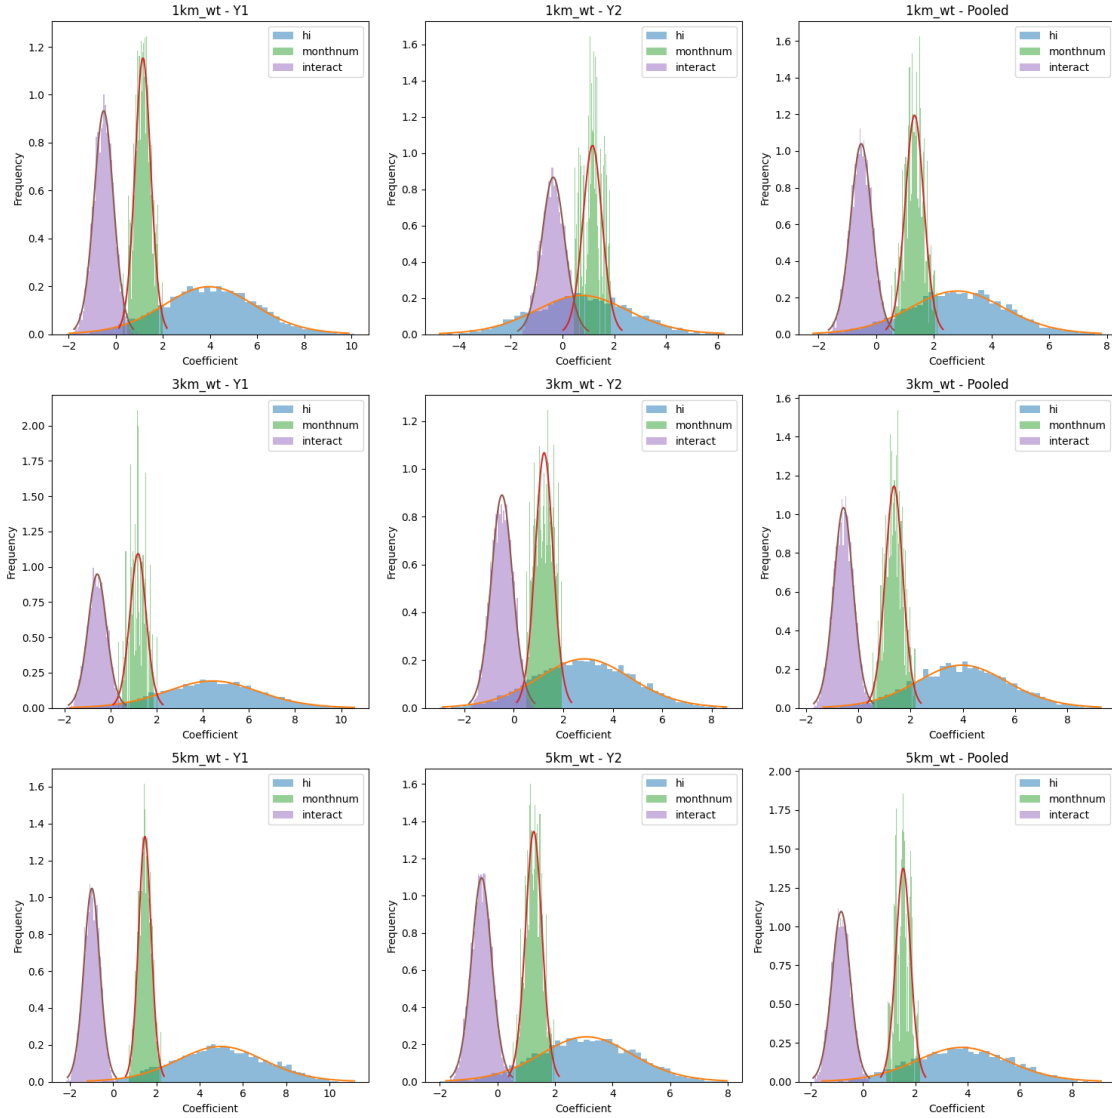 1km_wt - Y1
1.2
1.0
0.8
0.6
0.4
0.2
0.0
Frequency
hi
monthnum
interact
−2 0 2 4 6 8 10
Coefficient
1km_wt - Y2
1.6
1.4
1.2
1.0
0.8
0.6
0.4
0.2
0.0
Frequency
hi
monthnum
interact
−4 −2 0 2 4 6
Coefficient
1km_wt - Pooled
1.6
1.4
1.2
1.0
0.8
0.6
0.4
0.2
0.0
Frequency
hi
monthnum
interact
−2 0 2 4 6 8
Coefficient
3km_wt - Y1
2.00
1.75
1.50
1.25
1.00
0.75
0.50
0.25
0.00
Frequency
hi
monthnum
interact
−2 0 2 4 6 8 10
Coefficient
3km_wt - Y2
1.2
1.0
0.8
0.6
0.4
0.2
0.0
Frequency
hi
monthnum
interact
−2 0 2 4 6 8
Coefficient
3km_wt - Pooled
1.6
1.4
1.2
1.0
0.8
0.6
0.4
0.2
0.0
Frequency
hi
monthnum
interact
−2 0 2 4 6 8
Coefficient
5km_wt - Y1
1.6
1.4
1.2
1.0
0.8
0.6
0.4
0.2
0.0
Frequency
hi
monthnum
interact
−2 0 2 4 6 8 10
Coefficient
5km_wt - Y2
1.6
1.4
1.2
1.0
0.8
0.6
0.4
0.2
0.0
Frequency
hi
monthnum
interact
−2 0 2 4 6 8
Coefficient
5km_wt - Pooled
2.00
1.75
1.50
1.25
1.00
0.75
0.50
0.25
0.00
Frequency
hi
monthnum
interact
−2 0 2 4 6 8
Coefficient